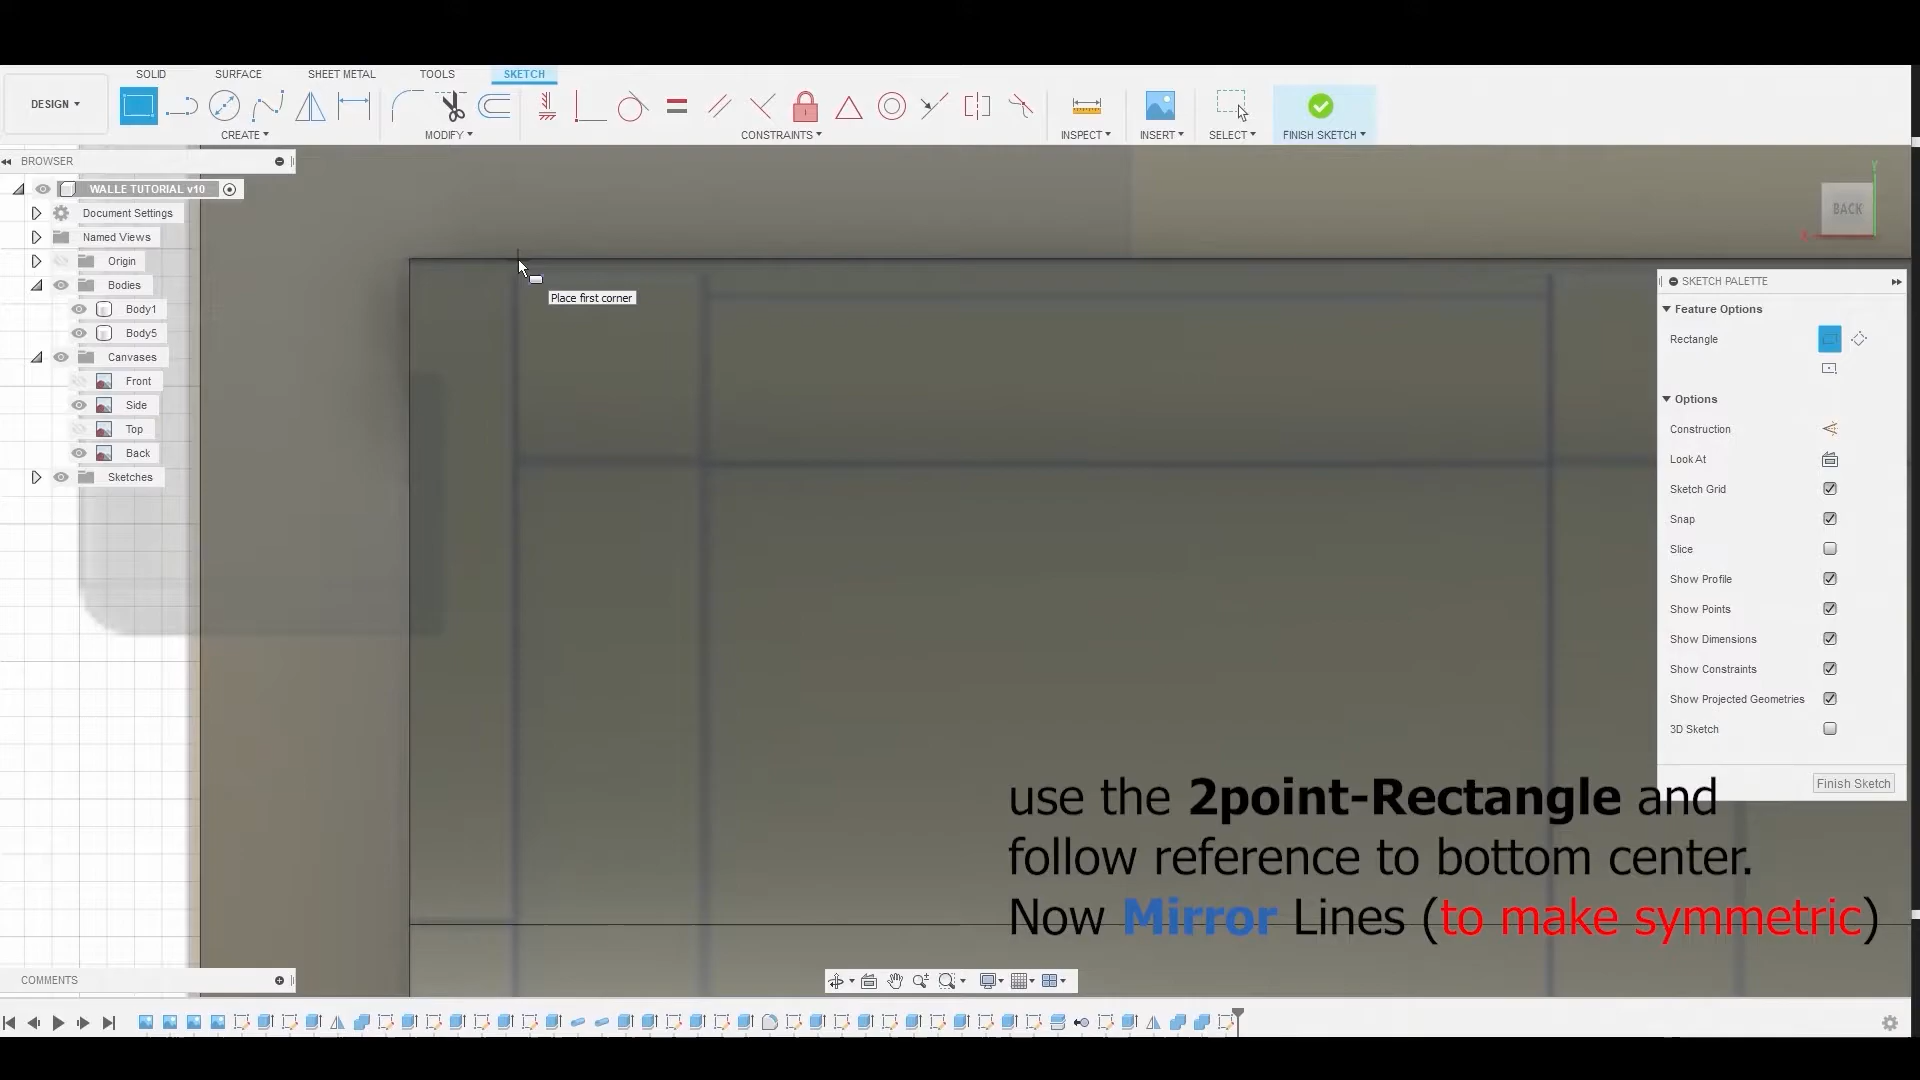 SOLID SURFACE SHEET METAL TOOLS SKETCH
DESIGN
CREATE MODIFY CONSTRAINTS INSPECT INSERT SELECT FINISH SKETCH
BROWSER
WALLE TUTORIAL v10
Document Settings
Named Views
Origin
Bodies
Body1
Body5
Canvases
Front
Side
Top
Back
Sketches
Y
BACK
X
Place first corner
SKETCH PALETTE
Feature Options
Rectangle
Options
Construction
Look At
Sketch Grid
Snap
Slice
Show Profile
Show Points
Show Dimensions
Show Constraints
Show Projected Geometries
3D Sketch
Finish Sketch
use the 2point-Rectangle and
follow reference to bottom center.
Now Mirror Lines (to make symmetric)
COMMENTS